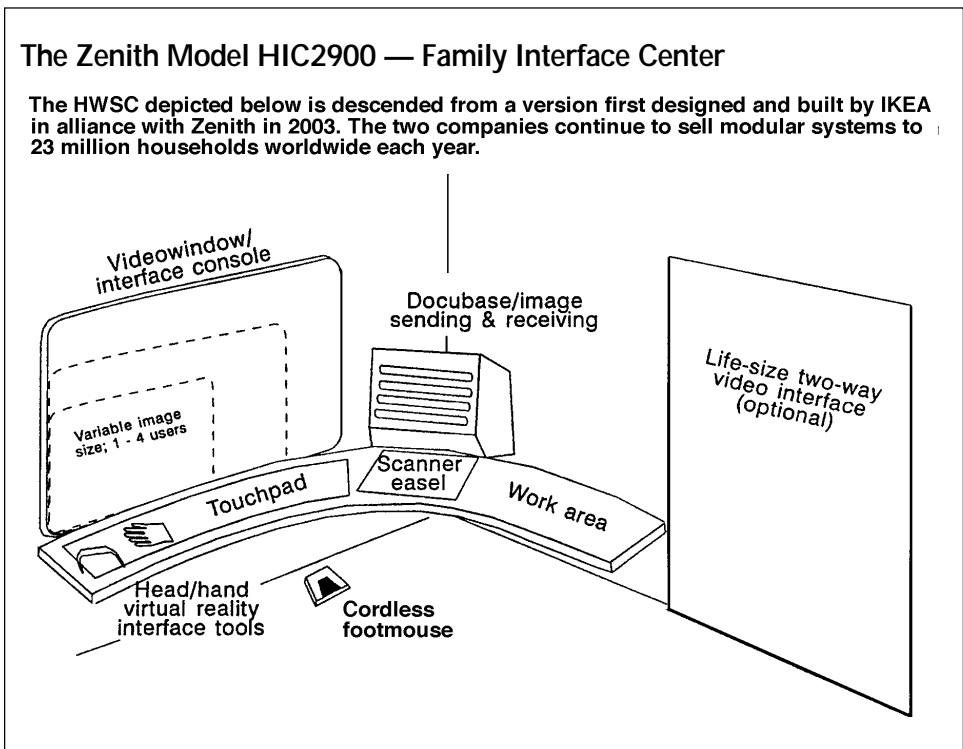 The Zenith Model HIC2900 — Family Interface Center
The HWSC depicted below is descended from a version first designed and built by IKEA
in alliance with Zenith in 2003. The two companies continue to sell modular systems to
23 million households worldwide each year.
Videowindow/
interface console
Docubase/image
sending & receiving
Life-size two-way
video interface
(optional)
Variable image
size; 1 - 4 users
Scanner
easel
Touchpad
Work area
Head/hand
virtual reality
interface tools
Cordless
footmouse